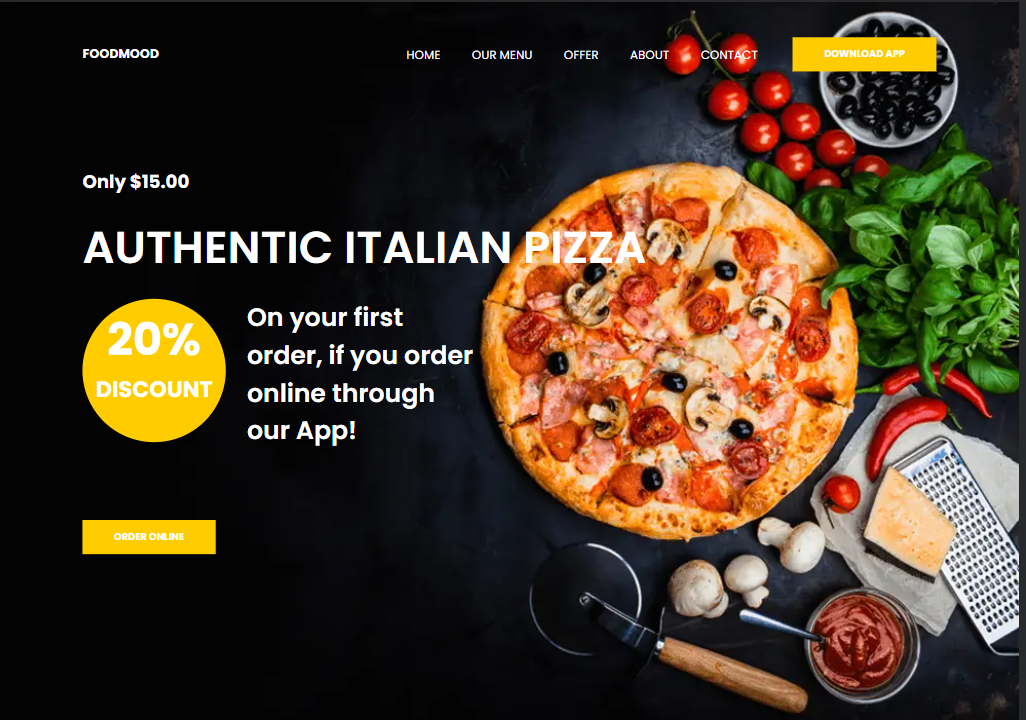 FOODMOOD
HOME
OUR MENU
OFFER
ABOUT
CONTACT
DOWNLOAD APP
Only $15.00
AUTHENTIC ITALIAN PIZZA
20%
DISCOUNT
On your first
order, if you order
online through
our App!
ORDER ONLINE